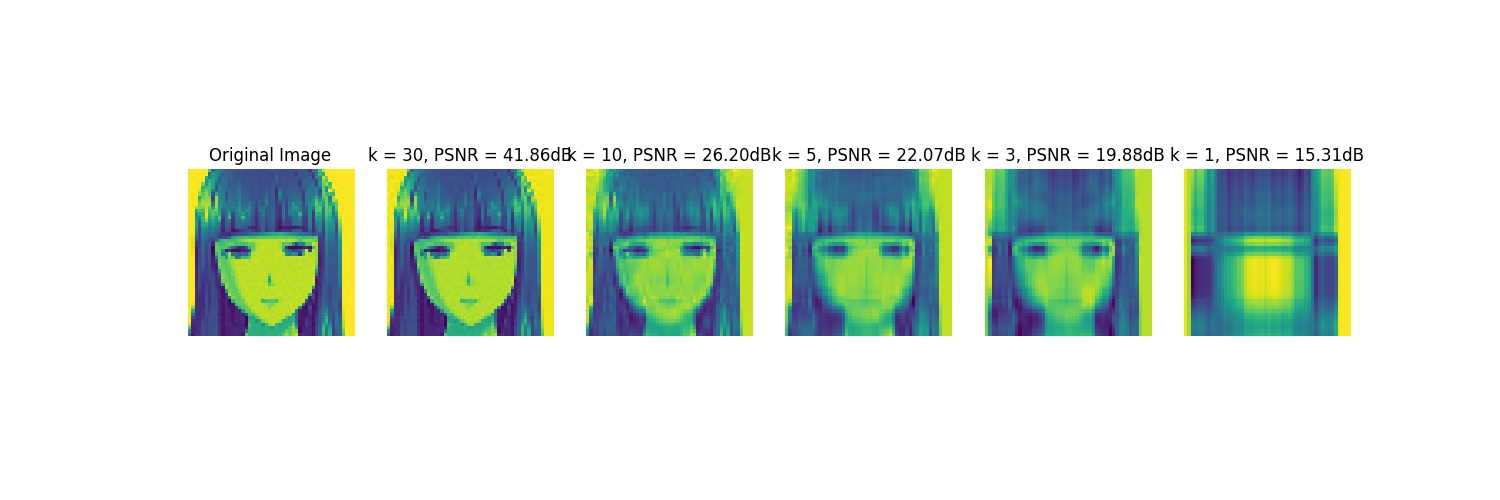 Original Image
k = 30, PSNR = 41.86dB
k = 10, PSNR = 26.20dB
k = 5, PSNR = 22.07dB
k = 3, PSNR = 19.88dB
k = 1, PSNR = 15.31dB